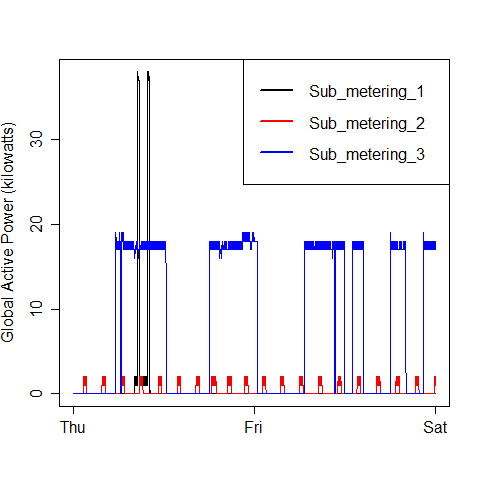 Sub_metering_1
Sub_metering_2
Sub_metering_3
Global Active Power (kilowatts)
30
20
10
0
Thu Fri Sat